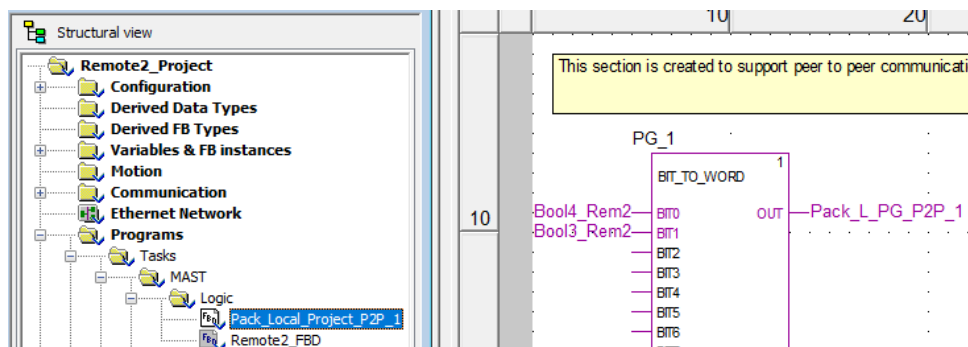 Structural view
Remote2_Project
Configuration
Derived Data Types
Derived FB Types
Variables & FB instances
Motion
Communication
Ethernet Network
Programs
Tasks
MAST
Logic
FBD Pack_Local_Project_P2P_1
FBD Remote2_FBD
10 20
This section is created to support peer to peer communicati
PG_1
1
BIT_TO_WORD
10
Bool4_Rem2 BIT0 OUT Pack_L_PG_P2P_1
Bool3_Rem2 BIT1
BIT2
BIT3
BIT4
BIT5
BIT6